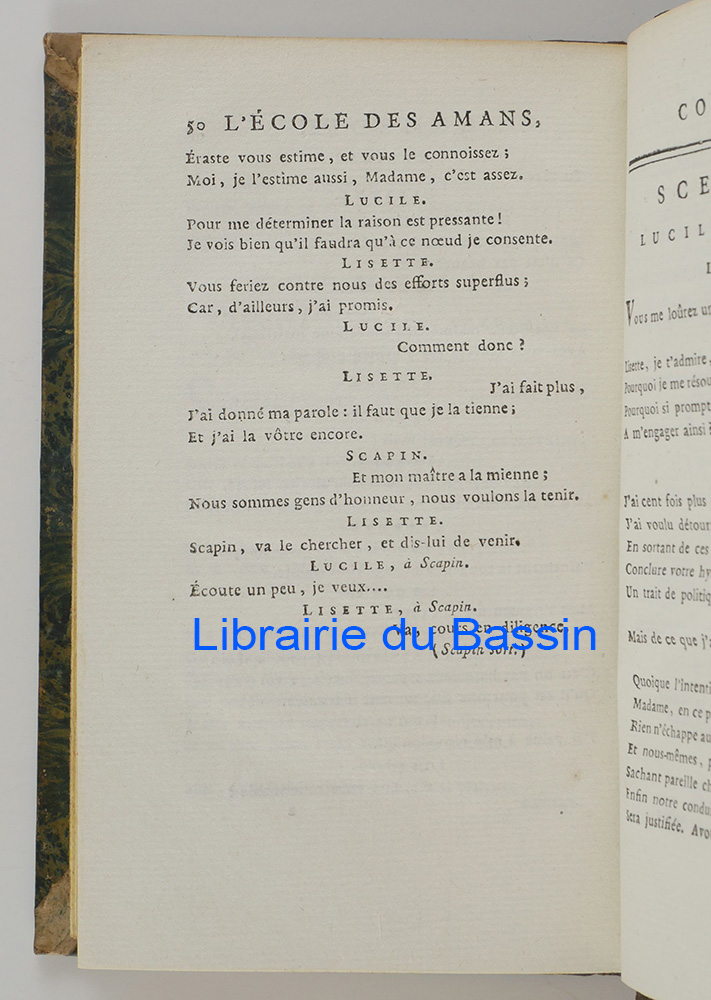 50 L'ÉCOLE DES AMANS,
Éraste vous estime, et vous le connoissez ;
Moi, je l'estime aussi, Madame, c'est assez.
LUCILE.
Pour me déterminer la raison est pressante !
Je vois bien qu'il faudra qu'à ce nœud je consente.
LISETTE.
Vous feriez contre nous des efforts superflus ;
Car, d'ailleurs, j'ai promis.
LUCILE.
Comment donc ?
LISETTE.
J'ai fait plus,
J'ai donné ma parole : il faut que je la tienne ;
Et j'ai la vôtre encore.
SCAPIN.
Et mon maître a la mienne ;
Nous sommes gens d'honneur, nous voulons la tenir.
LISETTE.
Scapin, va le chercher, et dis-lui de venir.
LUCILE, à Scapin.
Écoute un peu, je veux....
LISETTE, à Scapin.
Va, cours en diligence.
(Scapin sort.)
Librairie du Bassin
CO
SCE
LUCIL
L
Vous me loûrez un
Lisette, je t'admire,
Pourquoi je me résou
Pourquoi si prompt
A m'engager ainsi
J'ai cent fois plus
J'ai voulu détour
En sortant de ces
Conclure votre hy
Un trait de politiq
Mais de ce que j'a
Quoique l'intenti
Madame, en ce p
Rien n'échappe au
Et nous-mêmes, p
Sachant pareille ch
Enfin notre condu
Sera justifiée. Avo